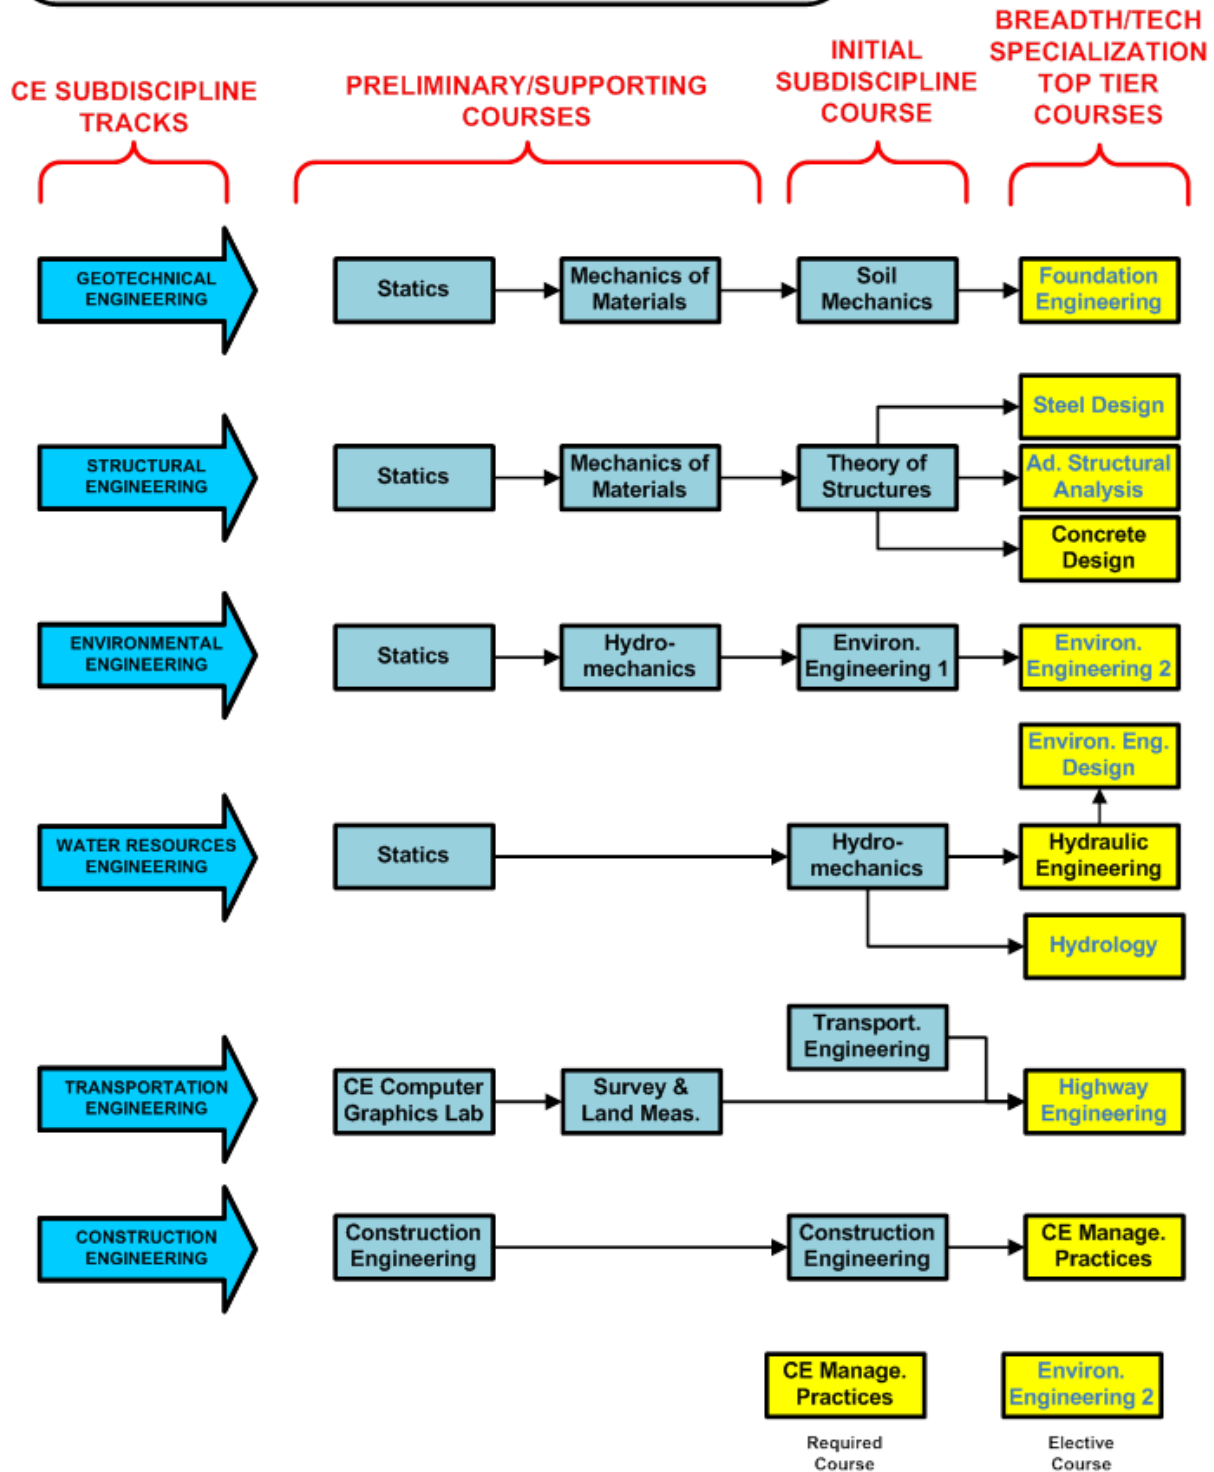 CE SUBDISCIPLINE
TRACKS
PRELIMINARY/SUPPORTING
COURSES
INITIAL
SUBDISCIPLINE
COURSE
BREADTH/TECH
SPECIALIZATION
TOP TIER
COURSES
GEOTECHNICAL
ENGINEERING
Statics
Mechanics of
Materials
Soil
Mechanics
Foundation
Engineering
STRUCTURAL
ENGINEERING
Statics
Mechanics of
Materials
Theory of
Structures
Steel Design
Ad. Structural
Analysis
Concrete
Design
ENVIRONMENTAL
ENGINEERING
Statics
Hydro-
mechanics
Environ.
Engineering 1
Environ.
Engineering 2
WATER RESOURCES
ENGINEERING
Statics
Hydro-
mechanics
Environ. Eng.
Design
Hydraulic
Engineering
Hydrology
TRANSPORTATION
ENGINEERING
CE Computer
Graphics Lab
Survey &
Land Meas.
Transport.
Engineering
Highway
Engineering
CONSTRUCTION
ENGINEERING
Construction
Engineering
Construction
Engineering
CE Manage.
Practices
CE Manage.
Practices
Required
Course
Environ.
Engineering 2
Elective
Course